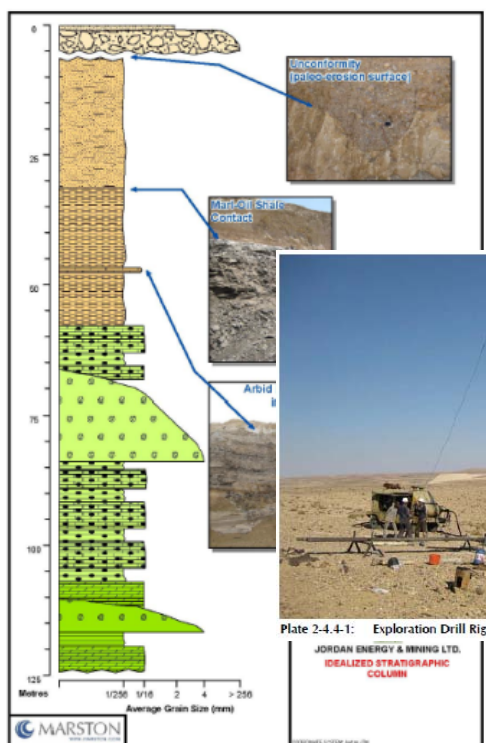 0
Unconformity
(paleo-erosion surface)
25
Marl-Oil Shale
Contact
50
Arbid
in
75
100
125
Metres
1/256
1/16
2
4
> 256
Average Grain Size (mm)
Plate 2-4.4-1: Exploration Drill Rig
JORDAN ENERGY & MINING LTD.
IDEALIZED STRATIGRAPHIC
COLUMN
MARSTON